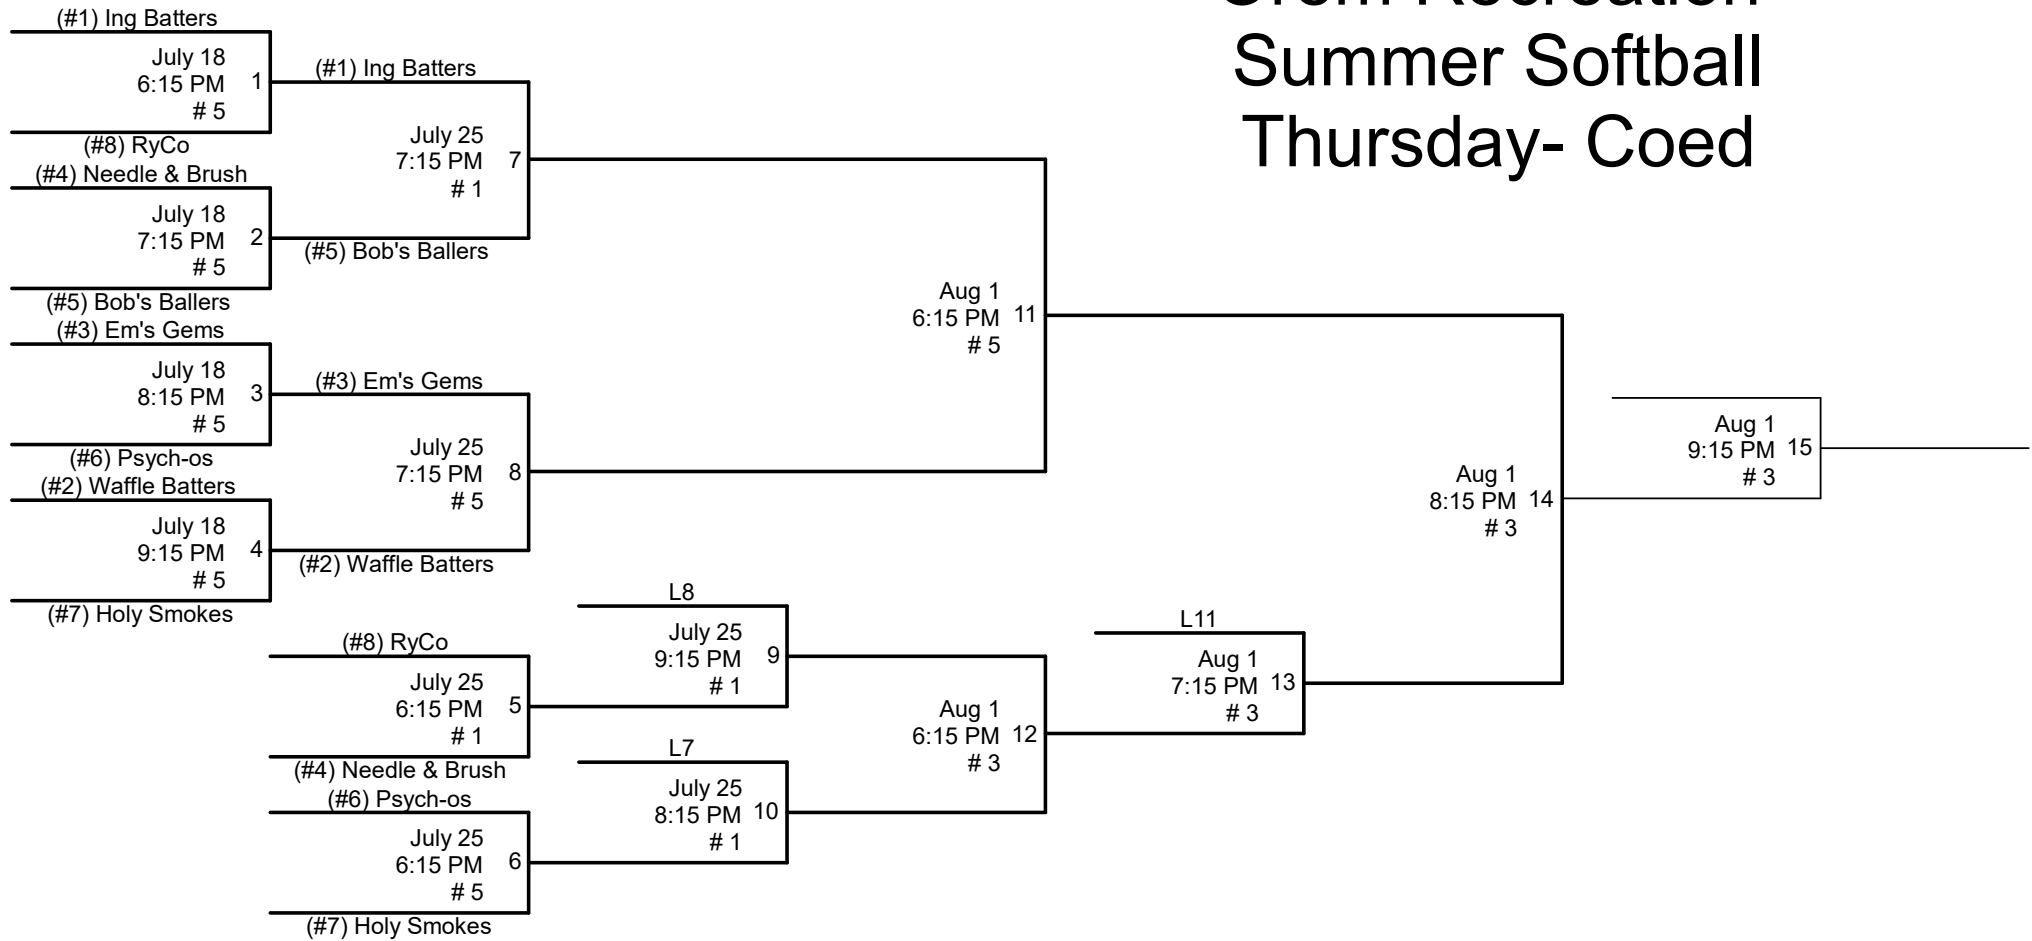 Summer Softball
Thursday- Coed
(#1) Ing Batters
July 18
6:15 PM
# 5
1
(#8) RyCo
(#4) Needle & Brush
July 18
7:15 PM
# 5
2
(#5) Bob's Ballers
(#3) Em's Gems
July 18
8:15 PM
# 5
3
(#6) Psych-os
(#2) Waffle Batters
July 18
9:15 PM
# 5
4
(#7) Holy Smokes
(#1) Ing Batters
July 25
7:15 PM
# 1
7
(#5) Bob's Ballers
(#3) Em's Gems
July 25
7:15 PM
# 5
8
(#2) Waffle Batters
(#8) RyCo
July 25
6:15 PM
# 1
5
(#4) Needle & Brush
(#6) Psych-os
July 25
6:15 PM
# 5
6
(#7) Holy Smokes
L8
July 25
9:15 PM
# 1
9
L7
July 25
8:15 PM
# 1
10
Aug 1
6:15 PM
# 5
11
Aug 1
6:15 PM
# 3
12
L11
Aug 1
7:15 PM
# 3
13
Aug 1
8:15 PM
# 3
14
Aug 1
9:15 PM
# 3
15